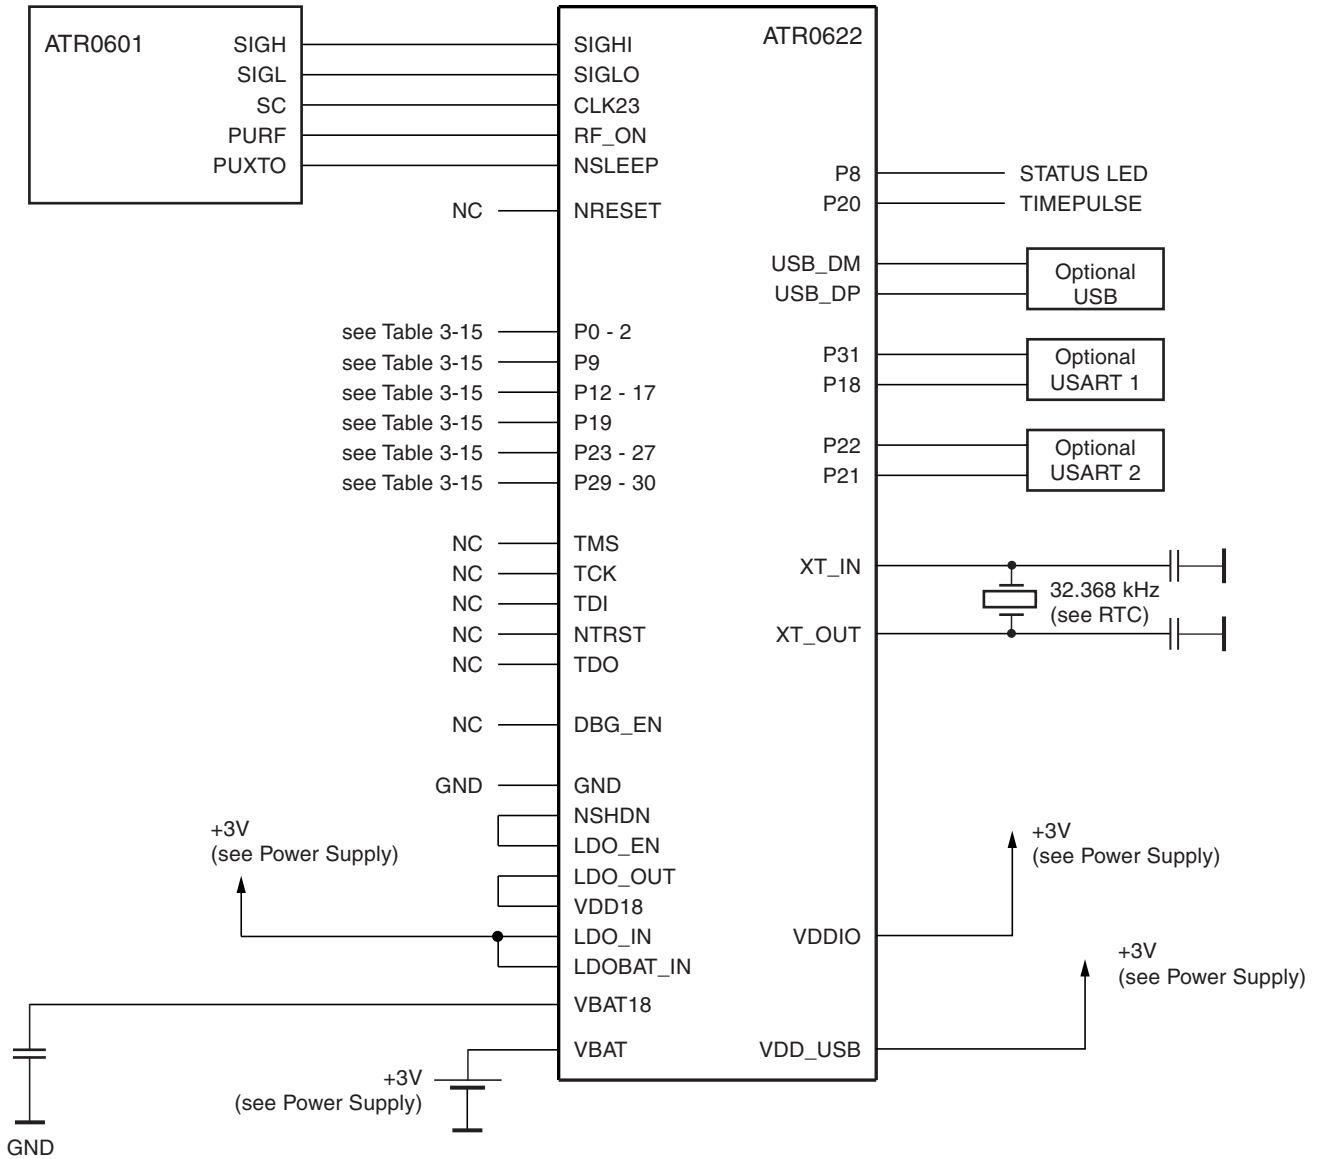 ATR0601
SIGH
SIGL
SC
PURF
PUXTO
SIGHI
SIGLO
CLK23
RF_ON
NSLEEP
ATR0622
NC
NRESET
see Table 3-15
P0 - 2
see Table 3-15
P9
see Table 3-15
P12 - 17
see Table 3-15
P19
see Table 3-15
P23 - 27
see Table 3-15
P29 - 30
NC
TMS
NC
TCK
NC
TDI
NC
NTRST
NC
TDO
NC
DBG_EN
GND
GND
NSHDN
LDO_EN
LDO_OUT
VDD18
+3V
(see Power Supply)
LDO_IN
LDOBAT_IN
VBAT18
GND
VBAT
+3V
(see Power Supply)
P8
STATUS LED
P20
TIMEPULSE
USB_DM
USB_DP
Optional
USB
P31
P18
Optional
USART 1
P22
P21
Optional
USART 2
XT_IN
32.368 kHz
(see RTC)
XT_OUT
+3V
(see Power Supply)
VDDIO
+3V
(see Power Supply)
VDD_USB